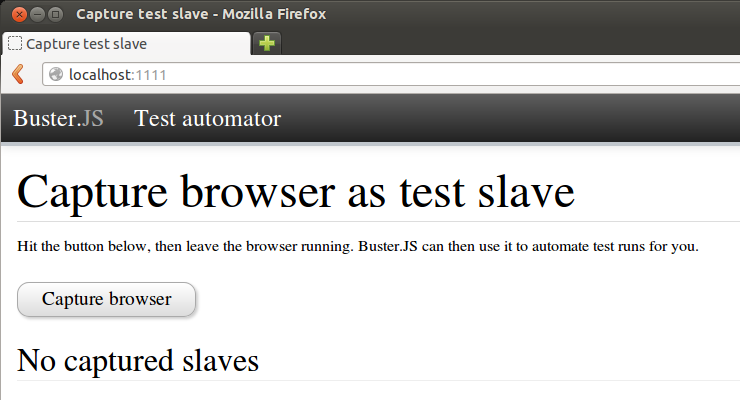 Capture test slave - Mozilla Firefox
Capture test slave
localhost:1111
Buster.JS Test automator
Capture browser as test slave
Hit the button below, then leave the browser running. Buster.JS can then use it to automate test runs for you.
Capture browser
No captured slaves